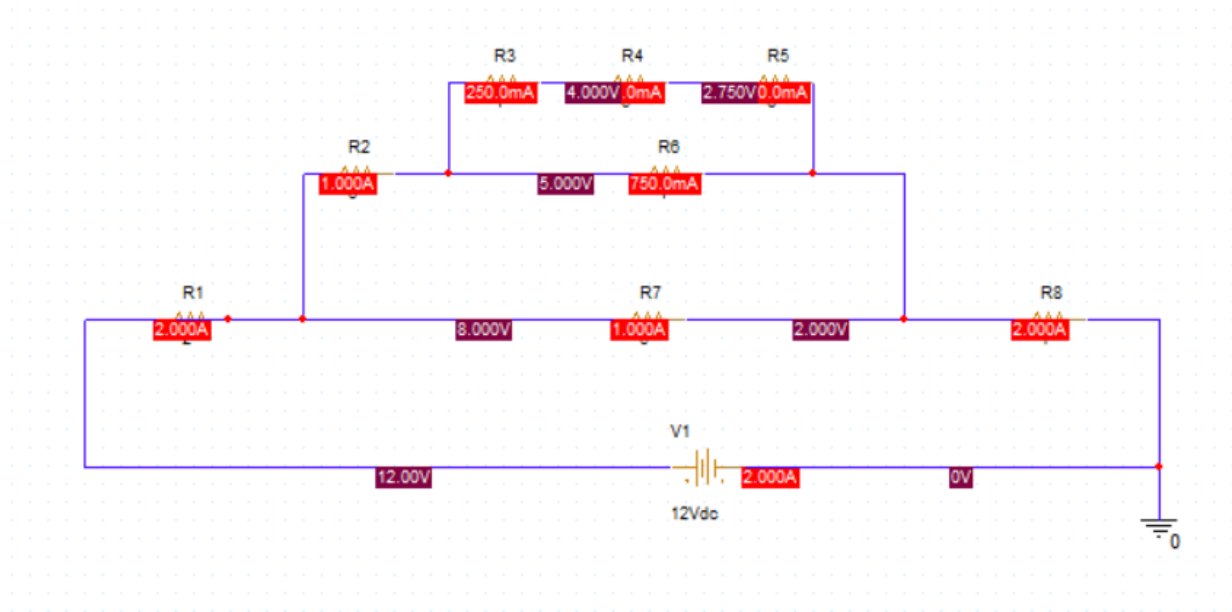 R3 R4 R5
250.0mA 4.000V .0mA 2.750V 0.0mA
R2 R6
1.000A 5.000V 750.0mA
R1 R7 R8
2.000A 8.000V 1.000A 2.000V 2.000A
V1
12.00V 2.000A 0V
12Vdc
0